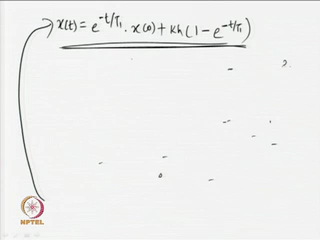 x(t) = e^{-t/T_1} . x(0) + kh (1 - e^{-t/T_1})
NPTEL